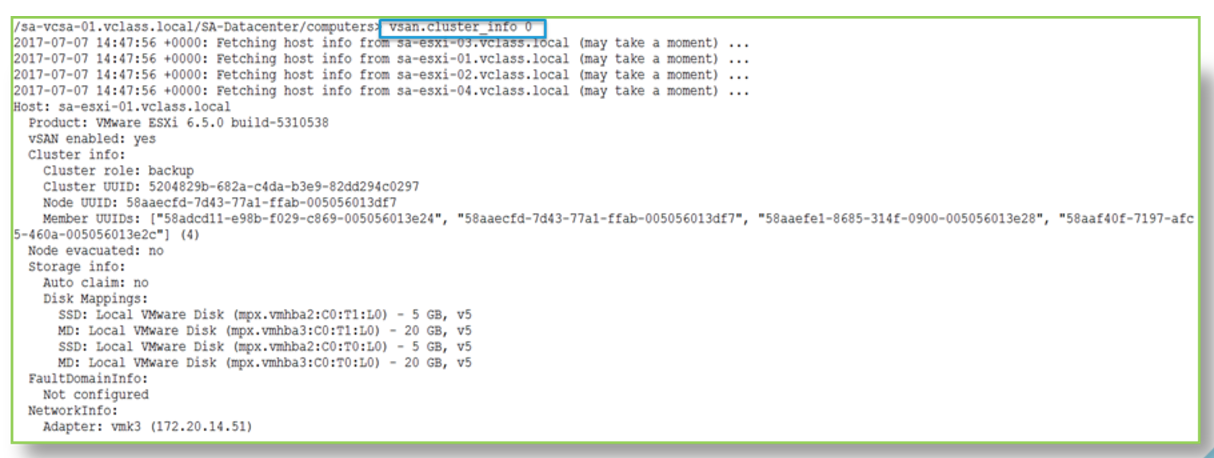 /sa-vcsa-01.vclass.local/SA-Datacenter/computers> vsan.cluster_info 0
2017-07-07 14:47:56 +0000: Fetching host info from sa-esxi-03.vclass.local (may take a moment) ...
2017-07-07 14:47:56 +0000: Fetching host info from sa-esxi-01.vclass.local (may take a moment) ...
2017-07-07 14:47:56 +0000: Fetching host info from sa-esxi-02.vclass.local (may take a moment) ...
2017-07-07 14:47:56 +0000: Fetching host info from sa-esxi-04.vclass.local (may take a moment) ...
Host: sa-esxi-01.vclass.local
Product: VMware ESXi 6.5.0 build-5310538
vSAN enabled: yes
Cluster info:
Cluster role: backup
Cluster UUID: 5204829b-682a-c4da-b3e9-82dd294c0297
Node UUID: 58aaecfd-7d43-77a1-ffab-005056013df7
Member UUIDs: ["58adcd11-e98b-f029-c869-005056013e24", "58aaecfd-7d43-77a1-ffab-005056013df7", "58aaefe1-8685-314f-0900-005056013e28", "58aaf40f-7197-afc
5-460a-005056013e2c"] (4)
Node evacuated: no
Storage info:
Auto claim: no
Disk Mappings:
SSD: Local VMware Disk (mpx.vmhba2:C0:T1:L0) - 5 GB, v5
MD: Local VMware Disk (mpx.vmhba3:C0:T1:L0) - 20 GB, v5
SSD: Local VMware Disk (mpx.vmhba2:C0:T0:L0) - 5 GB, v5
MD: Local VMware Disk (mpx.vmhba3:C0:T0:L0) - 20 GB, v5
FaultDomainInfo:
Not configured
NetworkInfo:
Adapter: vmk3 (172.20.14.51)